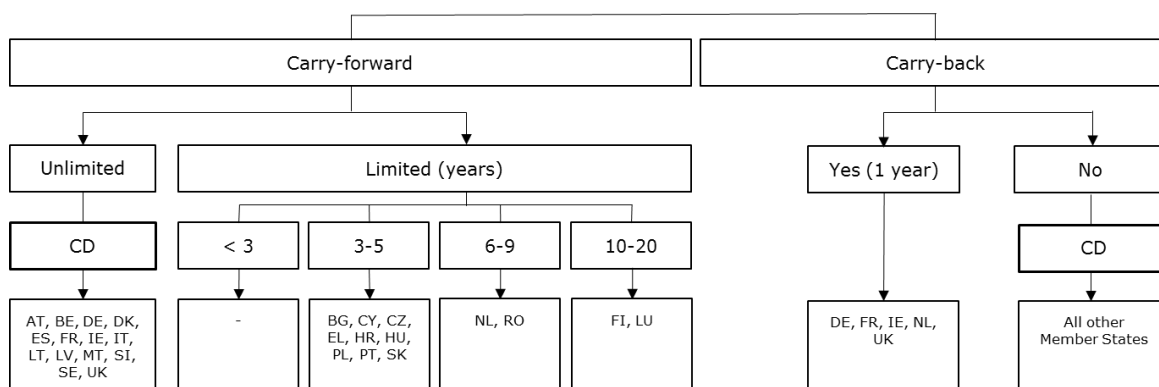 Carry-forward
Carry-back
Unlimited
Limited (years)
Yes (1 year)
No
CD
< 3
3-5
6-9
10-20
CD
AT, BE, DE, DK,
ES, FR, IE, IT,
LT, LV, MT, SI,
SE, UK
-
BG, CY, CZ,
EL, HR, HU,
PL, PT, SK
NL, RO
FI, LU
DE, FR, IE, NL,
UK
All other
Member States